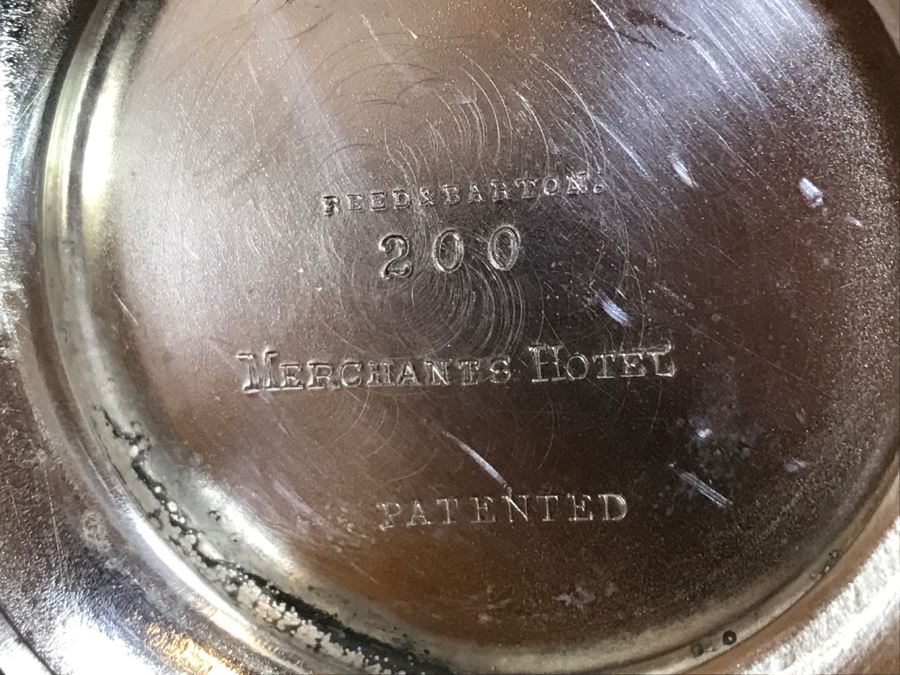 REED & BARTON.
200
MERCHANTS HOTEL
PATENTED